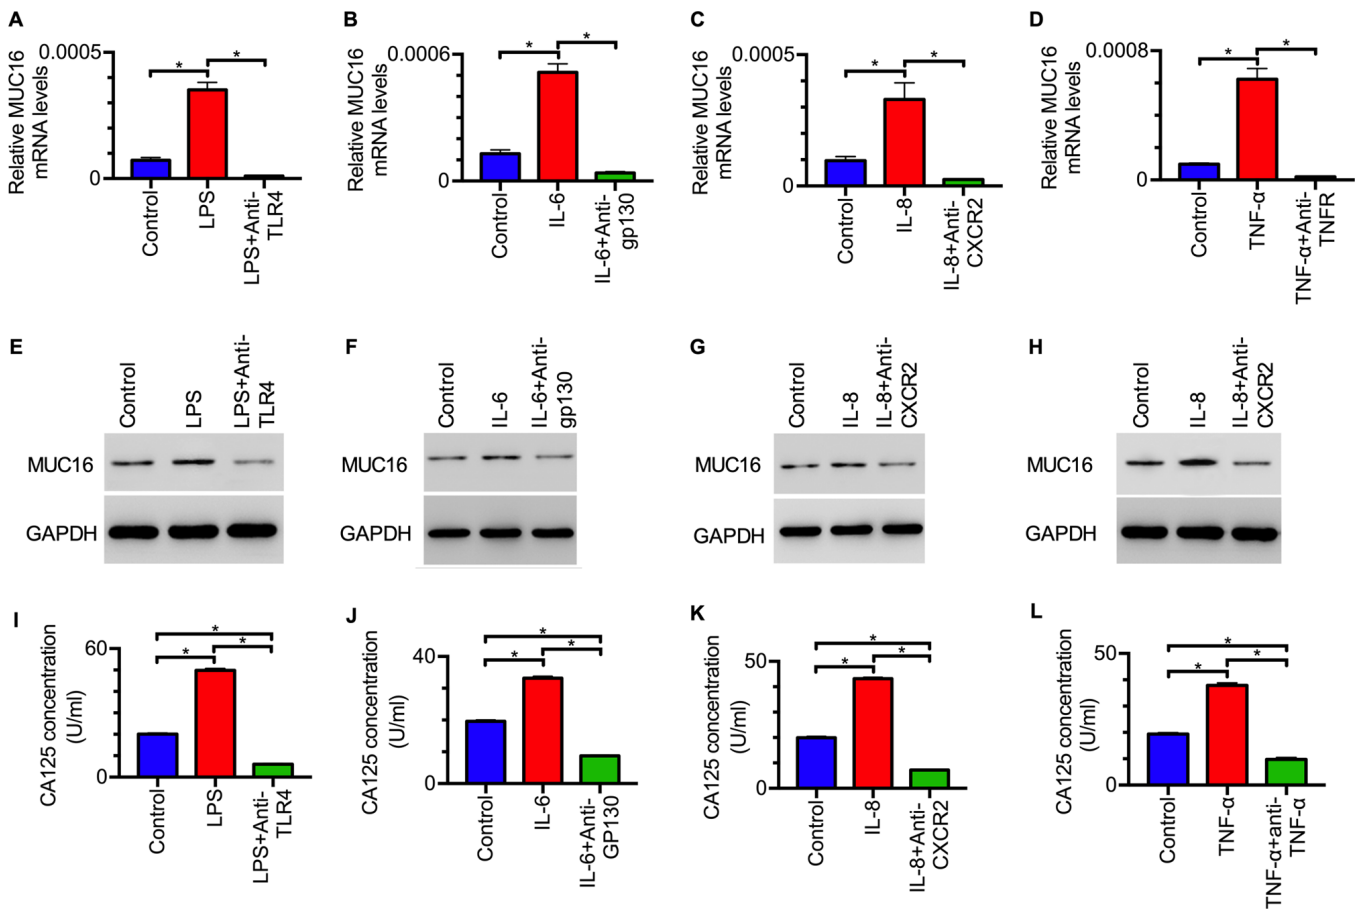 A
Relative MUC16
mRNA levels
0.0005
0
*
*
Control
LPS
LPS+Anti-
TLR4
B
Relative MUC16
mRNA levels
0.0006
0
*
*
Control
IL-6
IL-6+Anti-
gp130
C
Relative MUC16
mRNA levels
0.0005
0
*
*
Control
IL-8
IL-8+Anti-
CXCR2
D
Relative MUC16
mRNA levels
0.0008
0
*
*
Control
TNF-α
TNF-α+Anti-
TNFR
E
Control
LPS
LPS+Anti-
TLR4
MUC16
GAPDH
F
Control
IL-6
IL-6+Anti-
gp130
MUC16
GAPDH
G
Control
IL-8
IL-8+Anti-
CXCR2
MUC16
GAPDH
H
Control
IL-8
IL-8+Anti-
CXCR2
MUC16
GAPDH
I
CA125 concentration
(U/ml)
60
0
*
*
*
Control
LPS
LPS+Anti-
TLR4
J
CA125 concentration
(U/ml)
40
0
*
*
*
Control
IL-6
IL-6+Anti-
GP130
K
CA125 concentration
(U/ml)
50
0
*
*
*
Control
IL-8
IL-8+Anti-
CXCR2
L
CA125 concentration
(U/ml)
50
0
*
*
*
Control
TNF-α
TNF-α+anti-
TNF-α